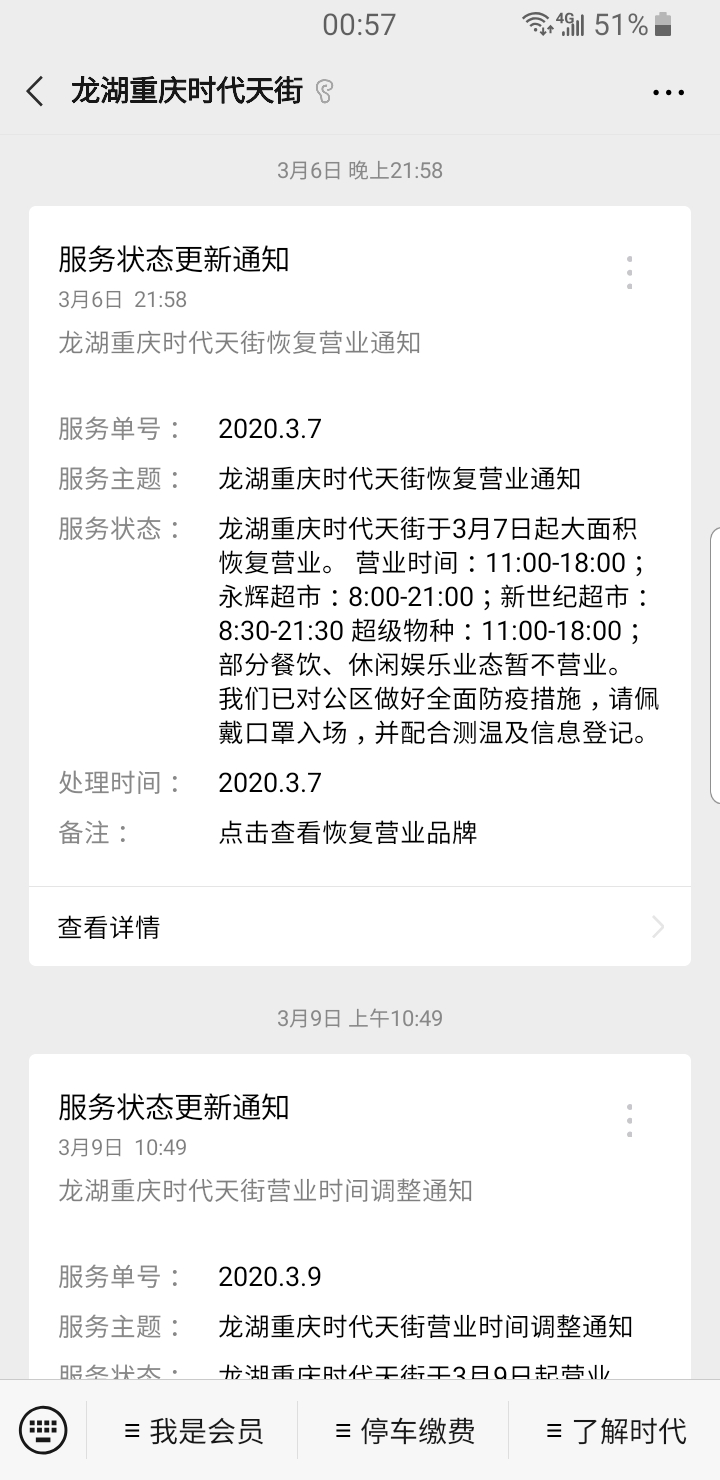 00:57
4G 51%
龙湖重庆时代天街
3月6日 晚上21:58
服务状态更新通知
3月6日 21:58
龙湖重庆时代天街恢复营业通知
服务单号： 2020.3.7
服务主题： 龙湖重庆时代天街恢复营业通知
服务状态： 龙湖重庆时代天街于3月7日起大面积
恢复营业。 营业时间：11:00-18:00；
永辉超市：8:00-21:00；新世纪超市：
8:30-21:30 超级物种：11:00-18:00；
部分餐饮、休闲娱乐业态暂不营业。
我们已对公区做好全面防疫措施，请佩
戴口罩入场，并配合测温及信息登记。
处理时间： 2020.3.7
备注： 点击查看恢复营业品牌
查看详情
3月9日 上午10:49
服务状态更新通知
3月9日 10:49
龙湖重庆时代天街营业时间调整通知
服务单号： 2020.3.9
服务主题： 龙湖重庆时代天街营业时间调整通知
服务状态： 龙湖重庆时代天街于3月9日起营业
我是会员 停车缴费 了解时代